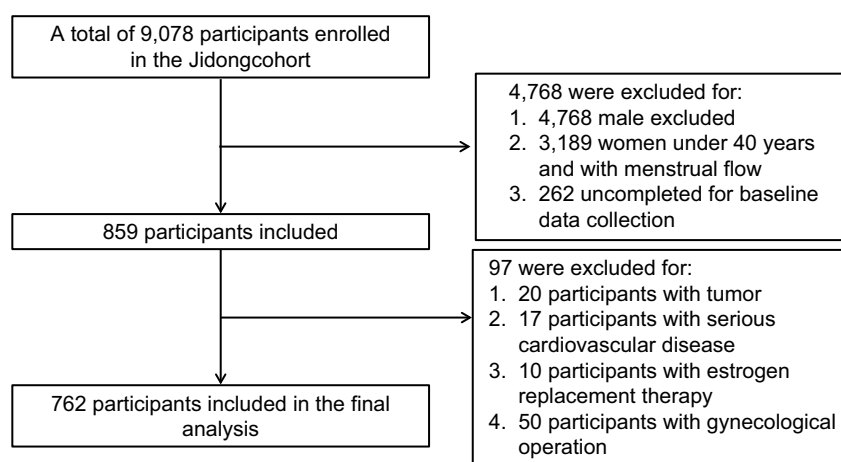 A total of 9,078 participants enrolled
in the Jidongcohort
4,768 were excluded for:
1. 4,768 male excluded
2. 3,189 women under 40 years
and with menstrual flow
3. 262 uncompleted for baseline
data collection
859 participants included
97 were excluded for:
1. 20 participants with tumor
2. 17 participants with serious
cardiovascular disease
3. 10 participants with estrogen
replacement therapy
4. 50 participants with gynecological
operation
762 participants included in the final
analysis